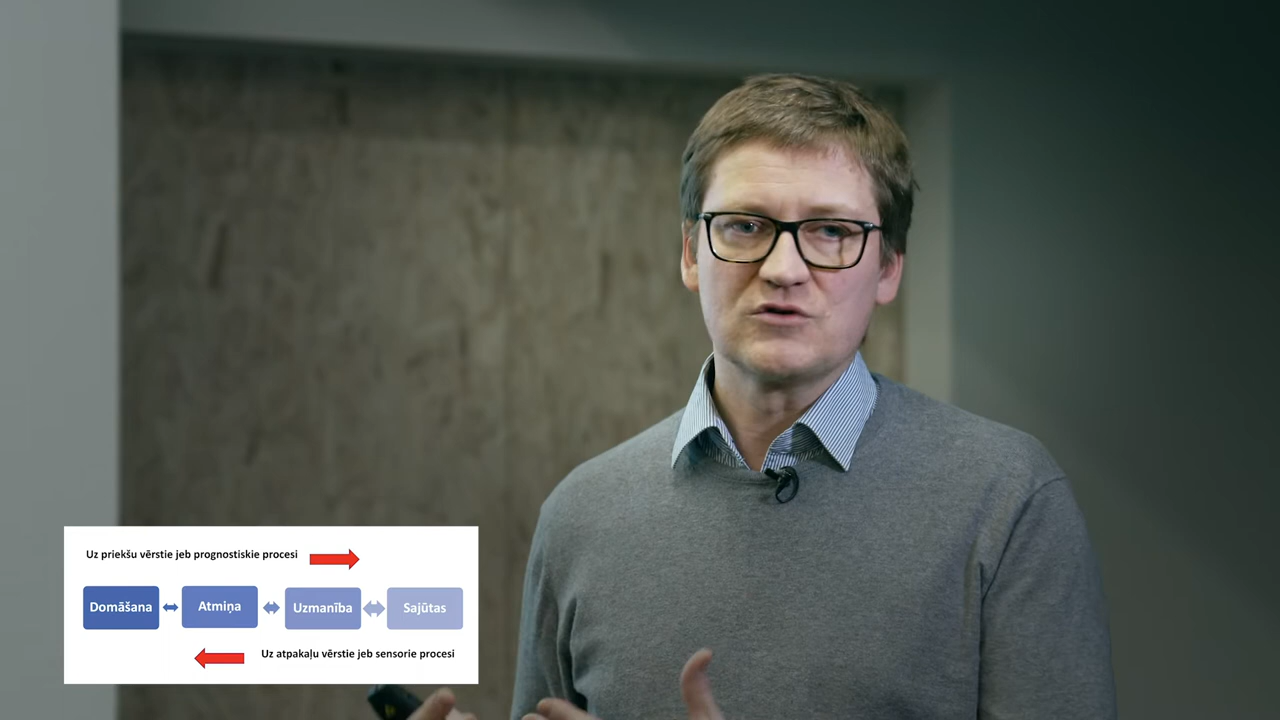 Uz priekšu vērstie jeb prognostiskie procesi
Domāšana
Atmiņa
Uzmanība
Sajūtas
Uz atpakaļu vērstie jeb sensorie procesi